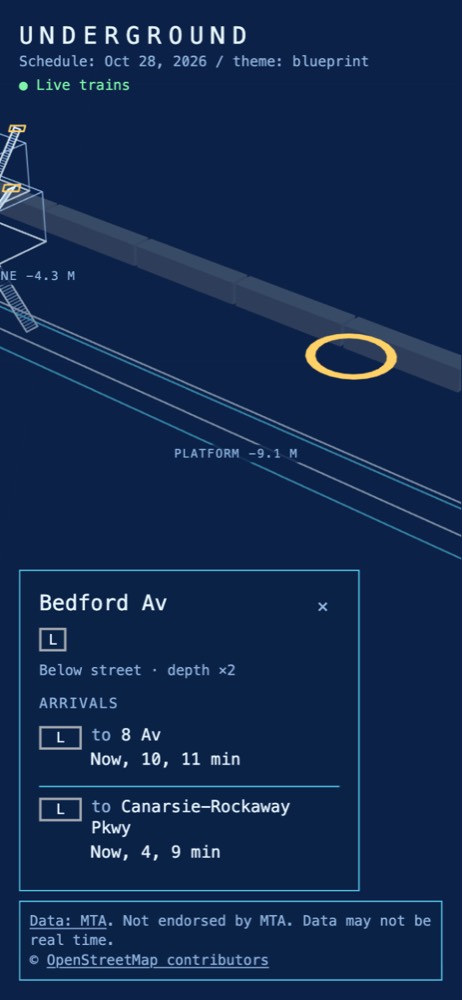 UNDERGROUND
Schedule: Oct 28, 2026 / theme: blueprint
● Live trains
NE −4.3 M
PLATFORM −9.1 M
Bedford Av
×
L
Below street · depth ×2
ARRIVALS
L to 8 Av
Now, 10, 11 min
L to Canarsie–Rockaway
Pkwy
Now, 4, 9 min
Data: MTA. Not endorsed by MTA. Data may not be
real time.
© OpenStreetMap contributors